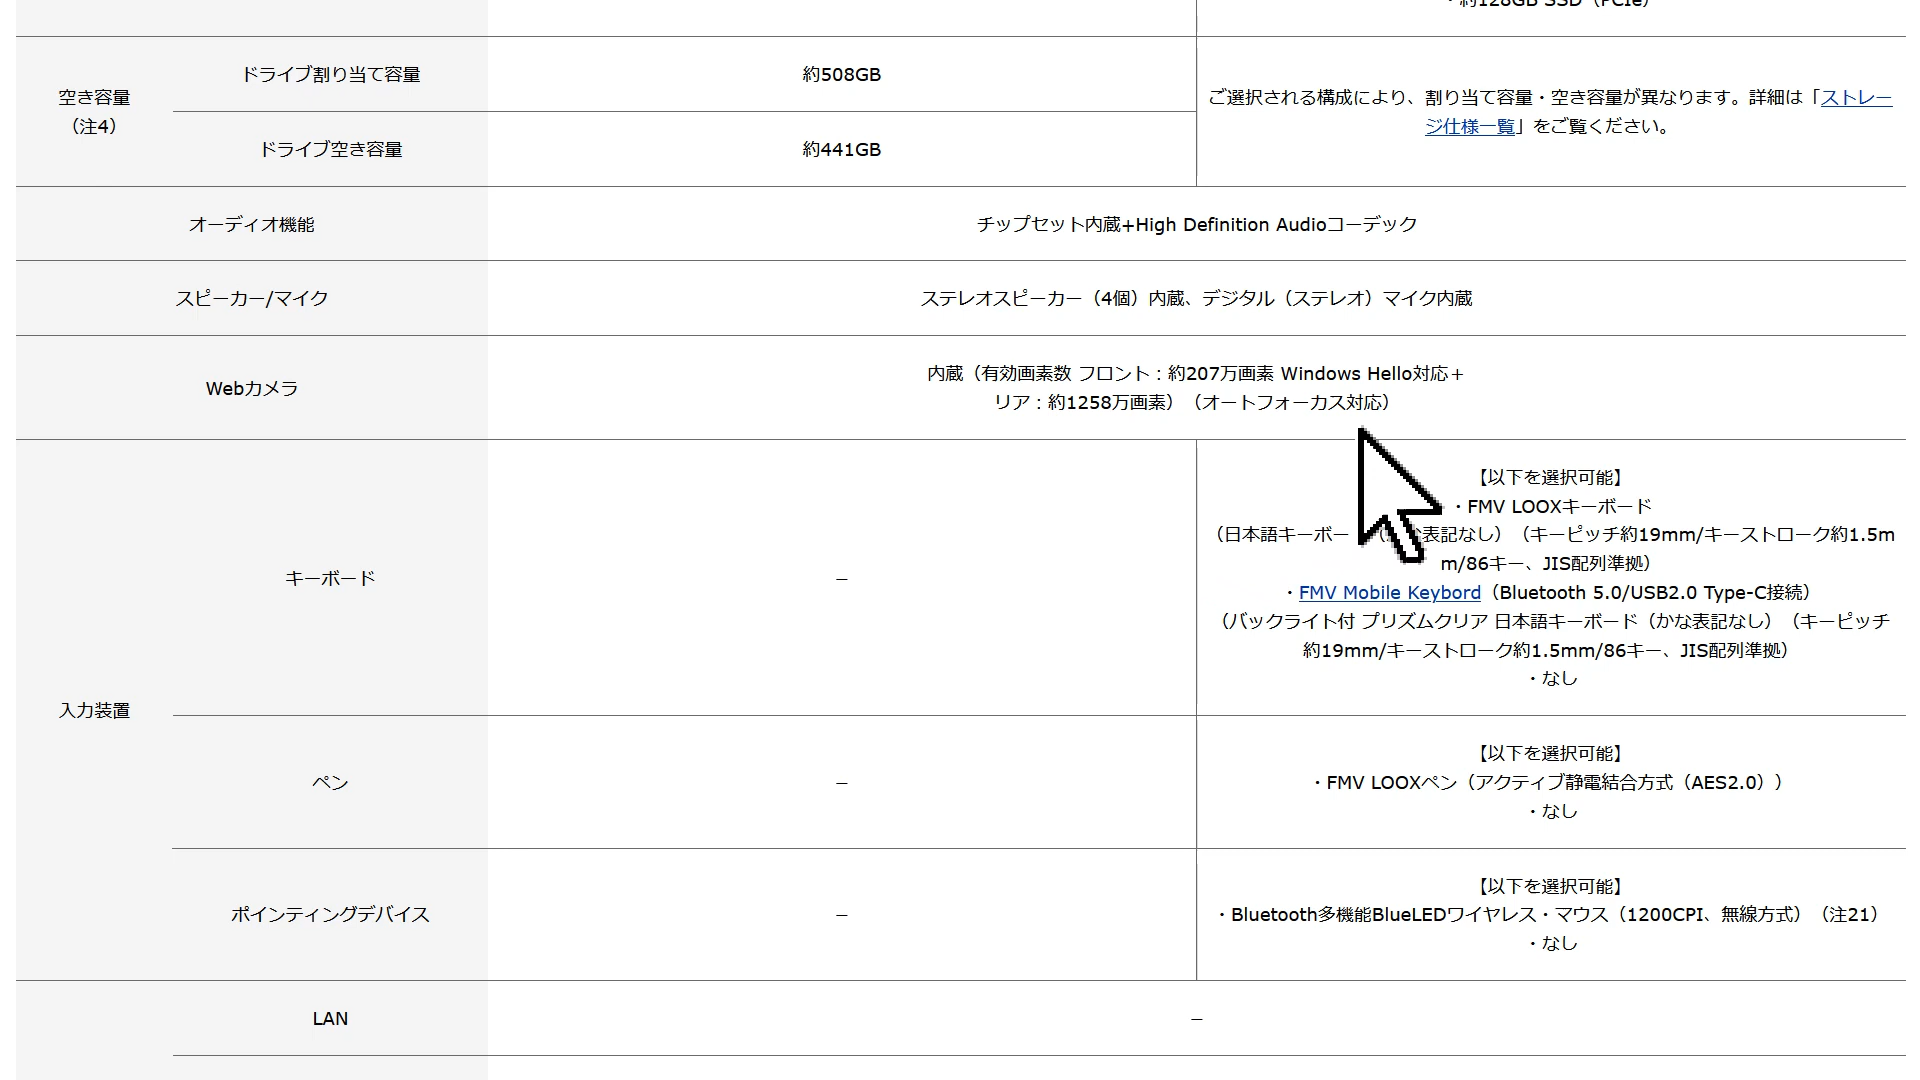 ・約128GB SSD（PCIe）
空き容量
（注4）
ドライブ割り当て容量
約508GB
ご選択される構成により、割り当て容量・空き容量が異なります。詳細は「ストレー
ジ仕様一覧」をご覧ください。
ドライブ空き容量
約441GB
オーディオ機能
チップセット内蔵+High Definition Audioコーデック
スピーカー/マイク
ステレオスピーカー（4個）内蔵、デジタル（ステレオ）マイク内蔵
Webカメラ
内蔵（有効画素数 フロント：約207万画素 Windows Hello対応＋
リア：約1258万画素）（オートフォーカス対応）
入力装置
キーボード
－
【以下を選択可能】
・FMV LOOXキーボード
（日本語キーボー な表記なし）（キーピッチ約19mm/キーストローク約1.5m
m/86キー、JIS配列準拠）
・FMV Mobile Keybord（Bluetooth 5.0/USB2.0 Type-C接続）
（バックライト付 プリズムクリア 日本語キーボード（かな表記なし）（キーピッチ
約19mm/キーストローク約1.5mm/86キー、JIS配列準拠）
・なし
ペン
－
【以下を選択可能】
・FMV LOOXペン（アクティブ静電結合方式（AES2.0））
・なし
ポインティングデバイス
－
【以下を選択可能】
・Bluetooth多機能BlueLEDワイヤレス・マウス（1200CPI、無線方式）（注21）
・なし
LAN
－